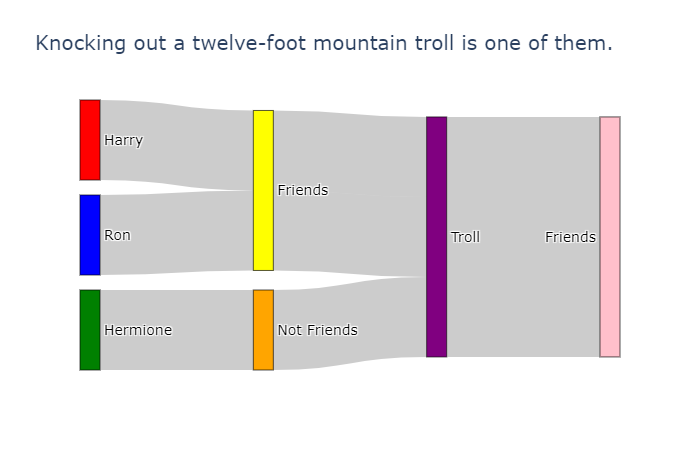 Knocking out a twelve-foot mountain troll is one of them.
Harry
Friends
Ron
Troll
Friends
Hermione
Not Friends